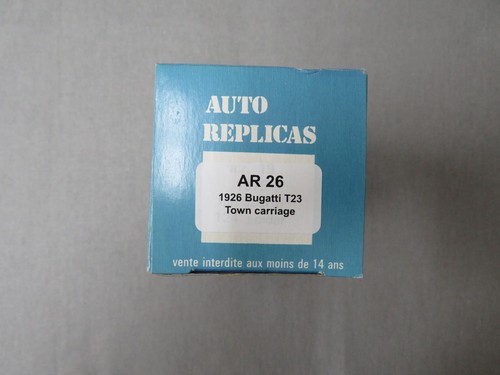 AUTO
REPLICAS
AR 26
1926 Bugatti T23
Town carriage
vente interdite aux moins de 14 ans